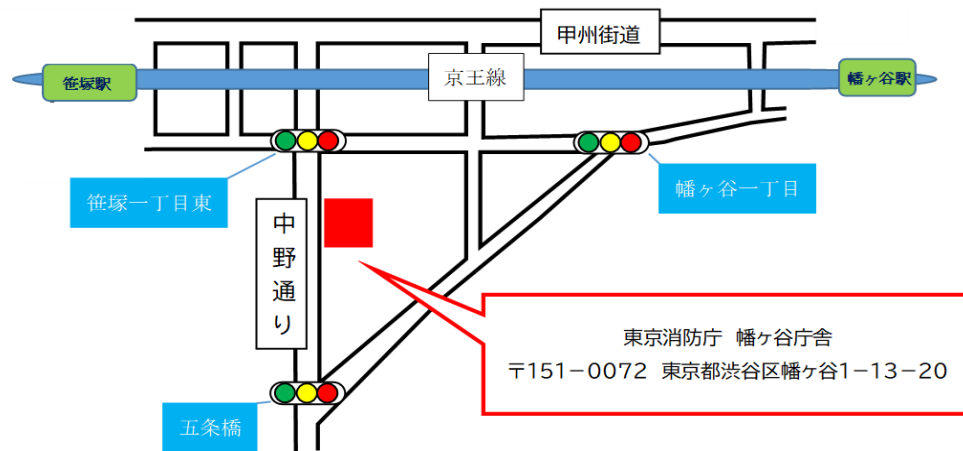 甲州街道
笹塚駅
京王線
幡ヶ谷駅
笹塚一丁目東
幡ヶ谷一丁目
中野通り
東京消防庁 幡ヶ谷庁舎
〒151－0072 東京都渋谷区幡ヶ谷1－13－20
五条橋